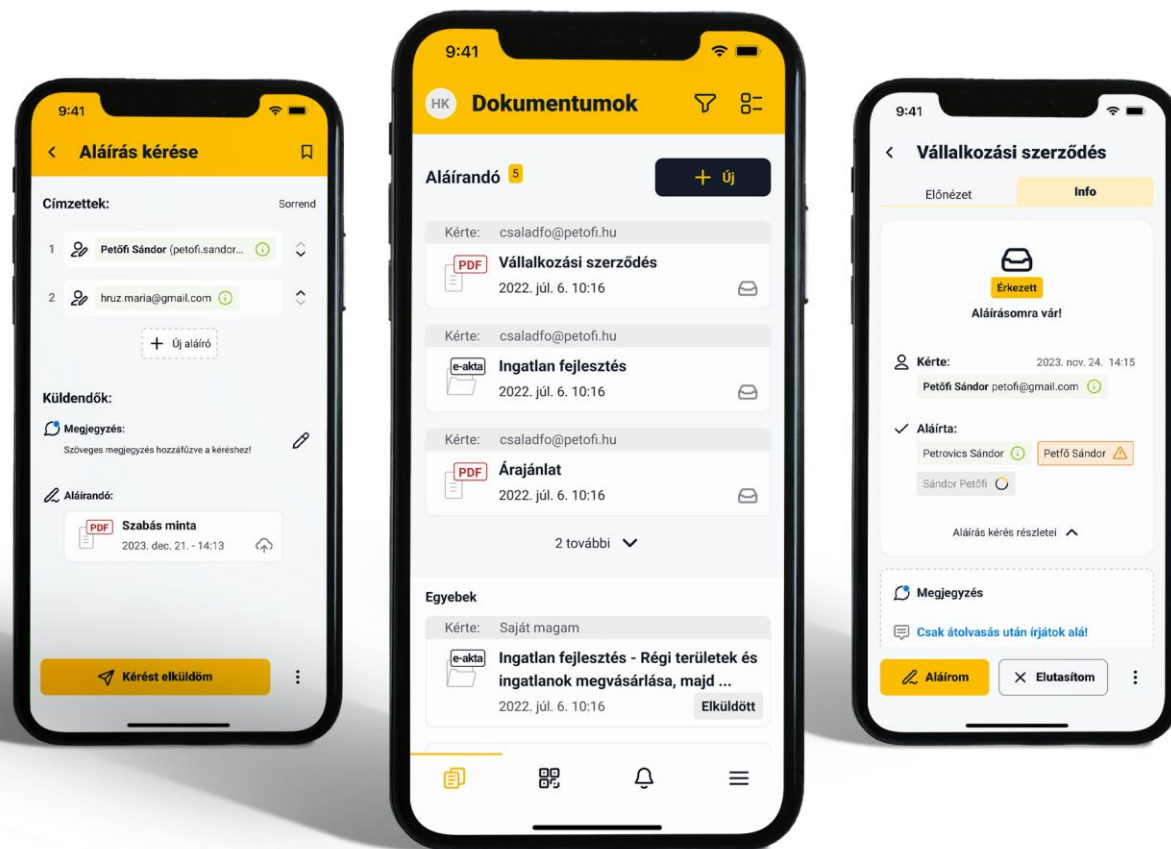 9:41
Aláírás kérése
Címzettek:
Sorrend
1
Petőfi Sándor (petofi.sandor...
2
hruz.maria@gmail.com
+ Új aláíró
Küldendők:
Megjegyzés:
Szöveges megjegyzés hozzáfűzve a kéréshez!
Aláírandó:
PDF
Szabás minta
2023. dec. 21. - 14:13
Kérést elküldöm
9:41
HK
Dokumentumok
Aláírandó 5
+ Új
Kérte: csaladfo@petofi.hu
PDF
Vállalkozási szerződés
2022. júl. 6. 10:16
Kérte: csaladfo@petofi.hu
e-akta
Ingatlan fejlesztés
2022. júl. 6. 10:16
Kérte: csaladfo@petofi.hu
PDF
Árajánlat
2022. júl. 6. 10:16
2 további
Egyebek
Kérte: Saját magam
e-akta
Ingatlan fejlesztés - Régi területek és
ingatlanok megvásárlása, majd ...
2022. júl. 6. 10:16
Elküldött
9:41
Vállalkozási szerződés
Előnézet
Info
Érkezett
Aláírásomra vár!
Kérte:
2023. nov. 24. 14:15
Petőfi Sándor petofi@gmail.com
Aláírta:
Petrovics Sándor
Petfő Sándor
Sándor Petőfi
Aláírás kérés részletei
Megjegyzés
Csak átolvasás után írjátok alá!
Aláírom
Elutasítom